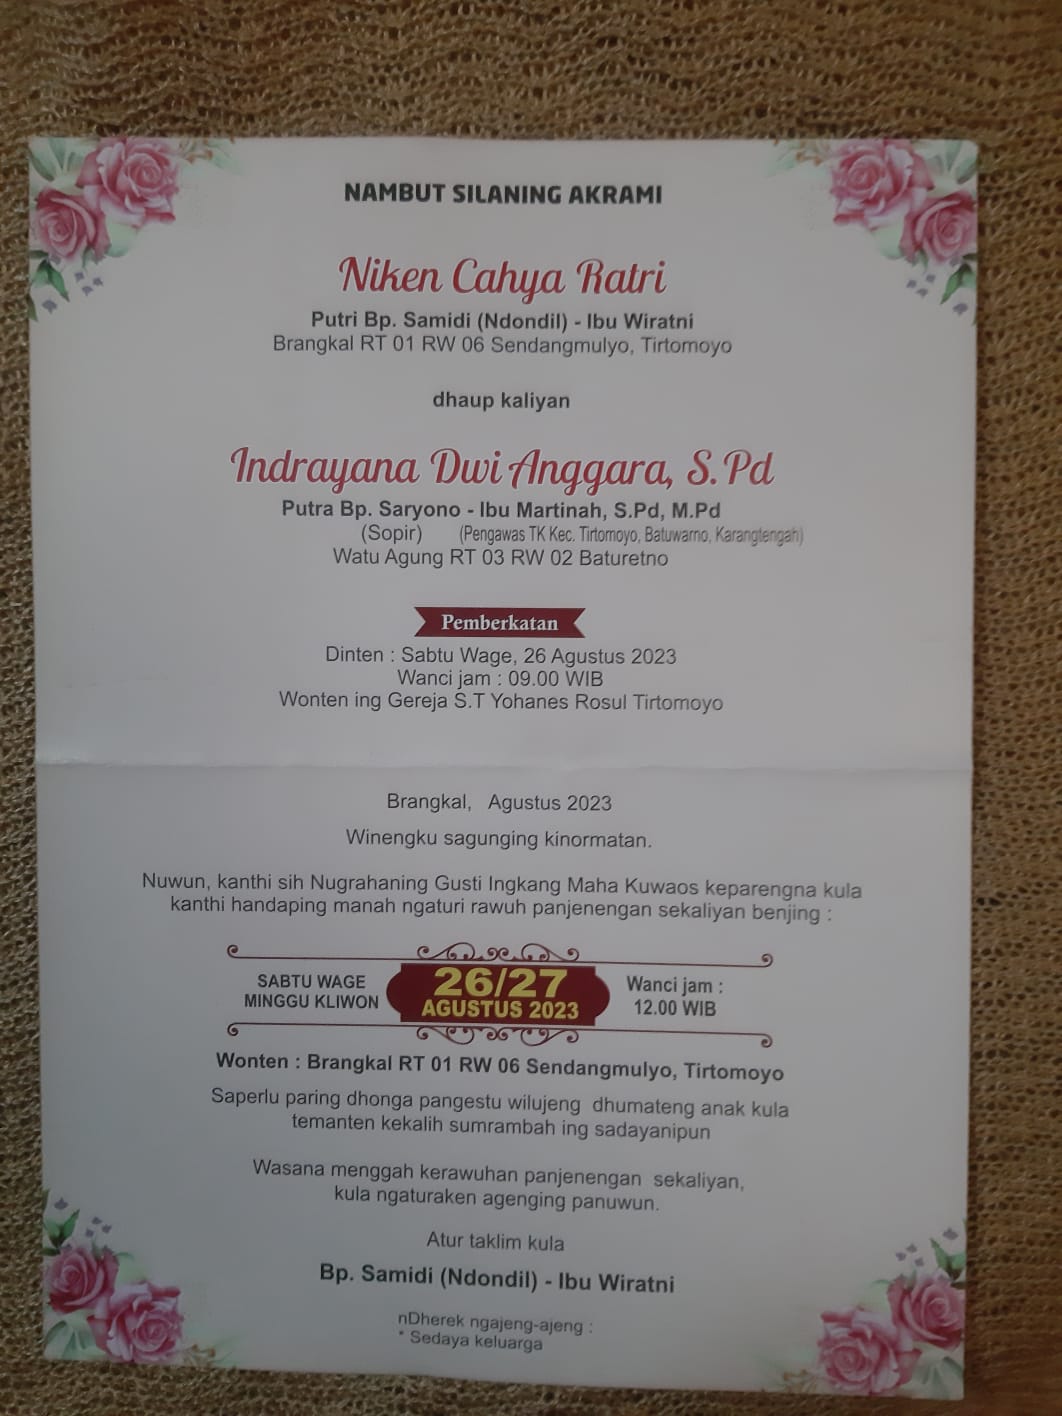 NAMBUT SILANING AKRAMI
Niken Cahya Ratri
Putri Bp. Samidi (Ndondil) - Ibu Wiratni
Brangkal RT 01 RW 06 Sendangmulyo, Tirtomoyo
dhaup kaliyan
Indrayana Dwi Anggara, S.Pd
Putra Bp. Saryono - Ibu Martinah, S.Pd, M.Pd
(Sopir) (Pengawas TK Kec. Tirtomoyo, Batuwarno, Karangtengah)
Watu Agung RT 03 RW 02 Baturetno
Pemberkatan
Dinten : Sabtu Wage, 26 Agustus 2023
Wanci jam : 09.00 WIB
Wonten ing Gereja S.T Yohanes Rosul Tirtomoyo
Brangkal, Agustus 2023
Winengku sagunging kinormatan.
Nuwun, kanthi sih Nugrahaning Gusti Ingkang Maha Kuwaos keparengna kula
kanthi handaping manah ngaturi rawuh panjenengan sekaliyan benjing :
SABTU WAGE
MINGGU KLIWON
26/27
AGUSTUS 2023
Wanci jam :
12.00 WIB
Wonten : Brangkal RT 01 RW 06 Sendangmulyo, Tirtomoyo
Saperlu paring dhonga pangestu wilujeng dhumateng anak kula
temanten kekalih sumrambah ing sadayanipun
Wasana menggah kerawuhan panjenengan sekaliyan,
kula ngaturaken agenging panuwun.
Atur taklim kula
Bp. Samidi (Ndondil) - Ibu Wiratni
nDherek ngajeng-ajeng :
* Sedaya keluarga